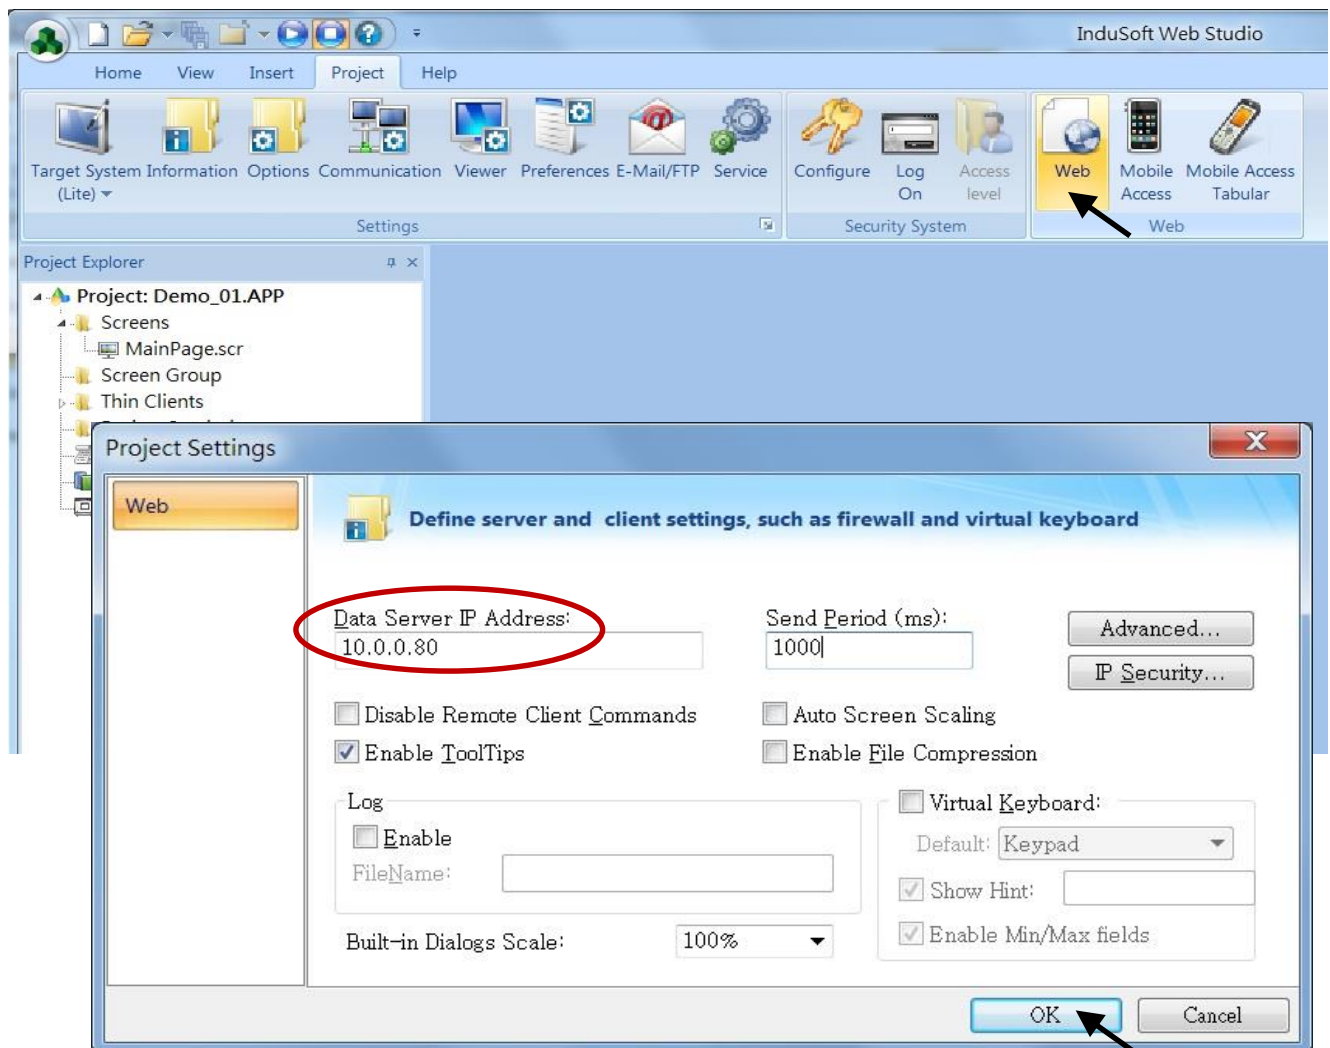 InduSoft Web Studio
Home View Insert Project Help
Target System (Lite) Information Options Communication Viewer Preferences E-Mail/FTP Service Configure Log On Access level Web Mobile Access Mobile Access Tabular
Settings Security System Web
Project Explorer
Project: Demo_01.APP
Screens
MainPage.scr
Screen Group
Thin Clients
Project Settings
Web
Define server and client settings, such as firewall and virtual keyboard
Data Server IP Address: Send Period (ms):
10.0.0.80 1000
Advanced...
IP Security...
Disable Remote Client Commands Auto Screen Scaling
Enable ToolTips Enable File Compression
Log Virtual Keyboard:
Enable Default: Keypad
FileName: Show Hint:
Built-in Dialogs Scale: 100% Enable Min/Max fields
OK Cancel